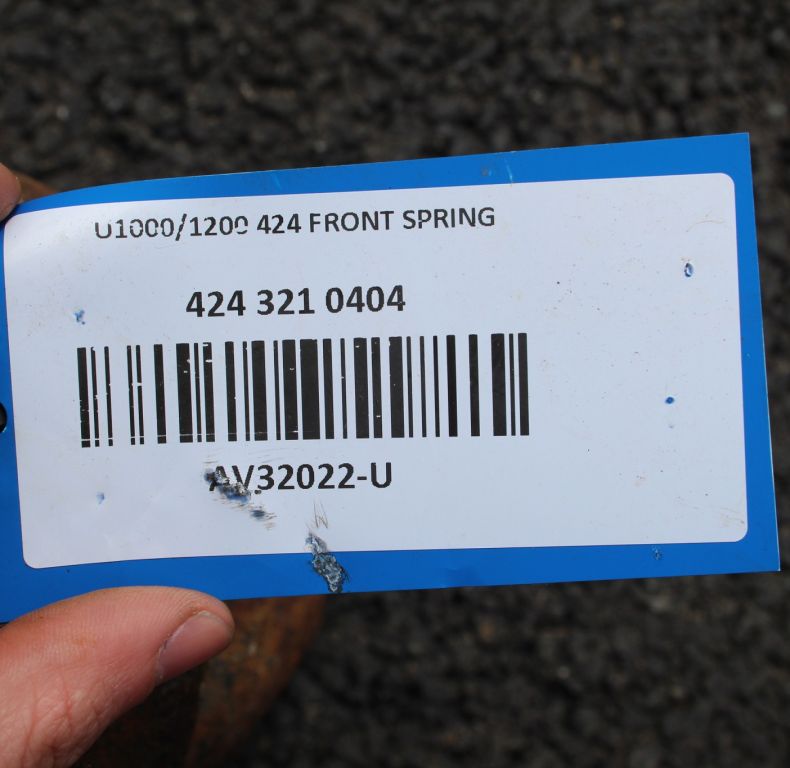 U1000/1200 424 FRONT SPRING
424 321 0404
AV32022-U